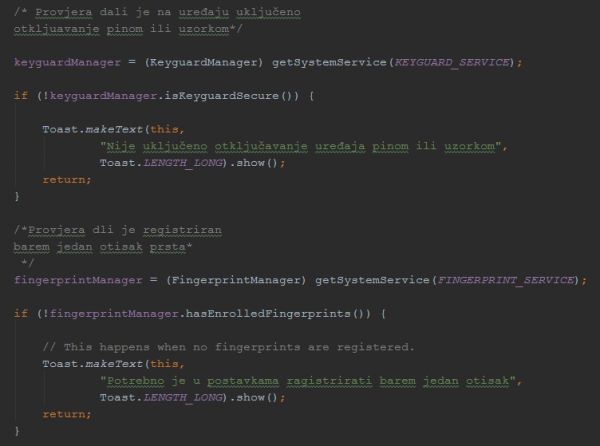 /* Provjera dali je na uređaju uključeno
otkljuavanje pinom ili uzorkom*/
keyguardManager = (KeyguardManager) getSystemService(KEYGUARD_SERVICE);
if (!keyguardManager.isKeyguardSecure()) {
Toast.makeText(this,
"Nije uključeno otključavanje uređaja pinom ili uzorkom",
Toast.LENGTH_LONG).show();
return;
}
/*Provjera dli je registriran
barem jedan otisak prsta*
*/
fingerprintManager = (FingerprintManager) getSystemService(FINGERPRINT_SERVICE);
if (!fingerprintManager.hasEnrolledFingerprints()) {
// This happens when no fingerprints are registered.
Toast.makeText(this,
"Potrebno je u postavkama ragistrirati barem jedan otisak",
Toast.LENGTH_LONG).show();
return;
}